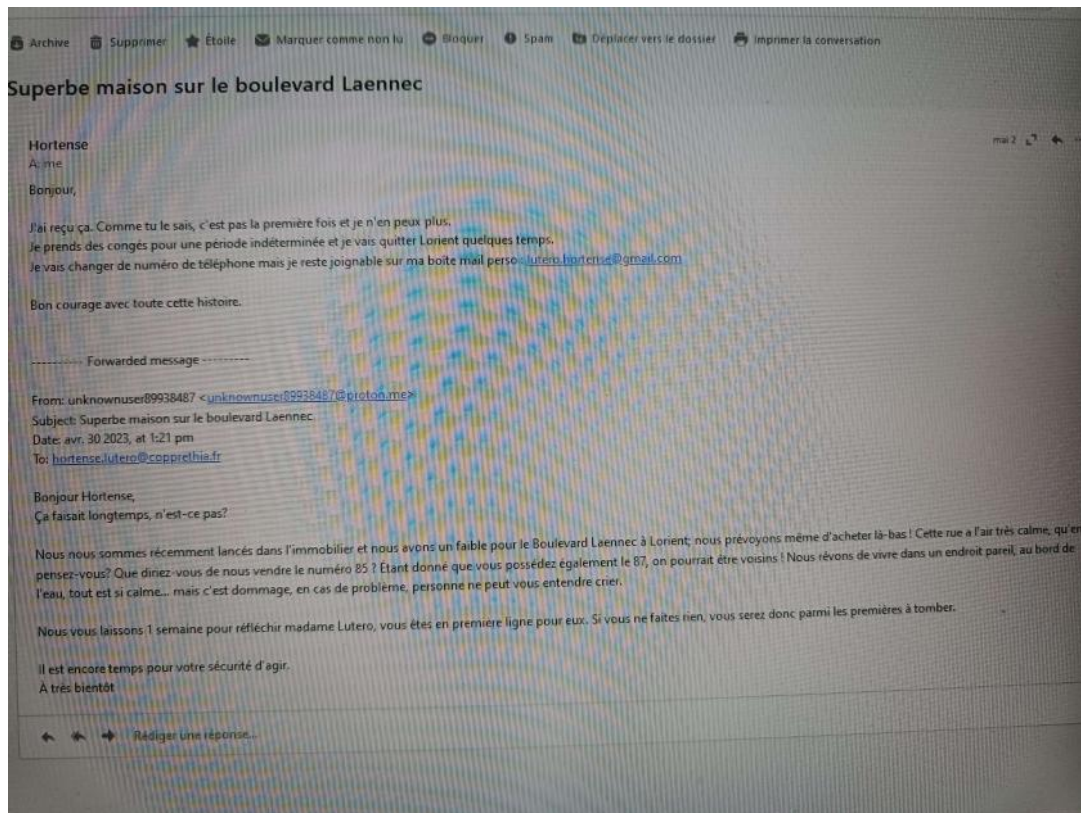 Archive Supprimer Étoile Marquer comme non lu Bloquer Spam Déplacer vers le dossier Imprimer la conversation
Superbe maison sur le boulevard Laennec
Hortense
mai 2
A: me
Bonjour,
J'ai reçu ça. Comme tu le sais, c'est pas la première fois et je n'en peux plus.
Je prends des congés pour une période indéterminée et je vais quitter Lorient quelques temps.
Je vais changer de numéro de téléphone mais je reste joignable sur ma boite mail perso : lutero.hortense@gmail.com
Bon courage avec toute cette histoire.
---------- Forwarded message ---------
From: unknownuser89938487 <unknownuser89938487@proton.me>
Subject: Superbe maison sur le boulevard Laennec
Date: avr. 30 2023, at 1:21 pm
To: hortense.lutero@copprethia.fr
Bonjour Hortense,
Ça faisait longtemps, n'est-ce pas?
Nous nous sommes récemment lancés dans l'immobilier et nous avons un faible pour le Boulevard Laennec à Lorient; nous prévoyons même d'acheter là-bas ! Cette rue a l'air très calme, qu'en
pensez-vous? Que diriez-vous de nous vendre le numéro 85 ? Étant donné que vous possédez également le 87, on pourrait être voisins ! Nous rêvons de vivre dans un endroit pareil, au bord de
l'eau, tout est si calme... mais c'est dommage, en cas de problème, personne ne peut vous entendre crier.
Nous vous laissons 1 semaine pour réfléchir madame Lutero, vous êtes en première ligne pour eux. Si vous ne faites rien, vous serez donc parmi les premières à tomber.
Il est encore temps pour votre sécurité d'agir.
À très bientôt
Rédiger une réponse...